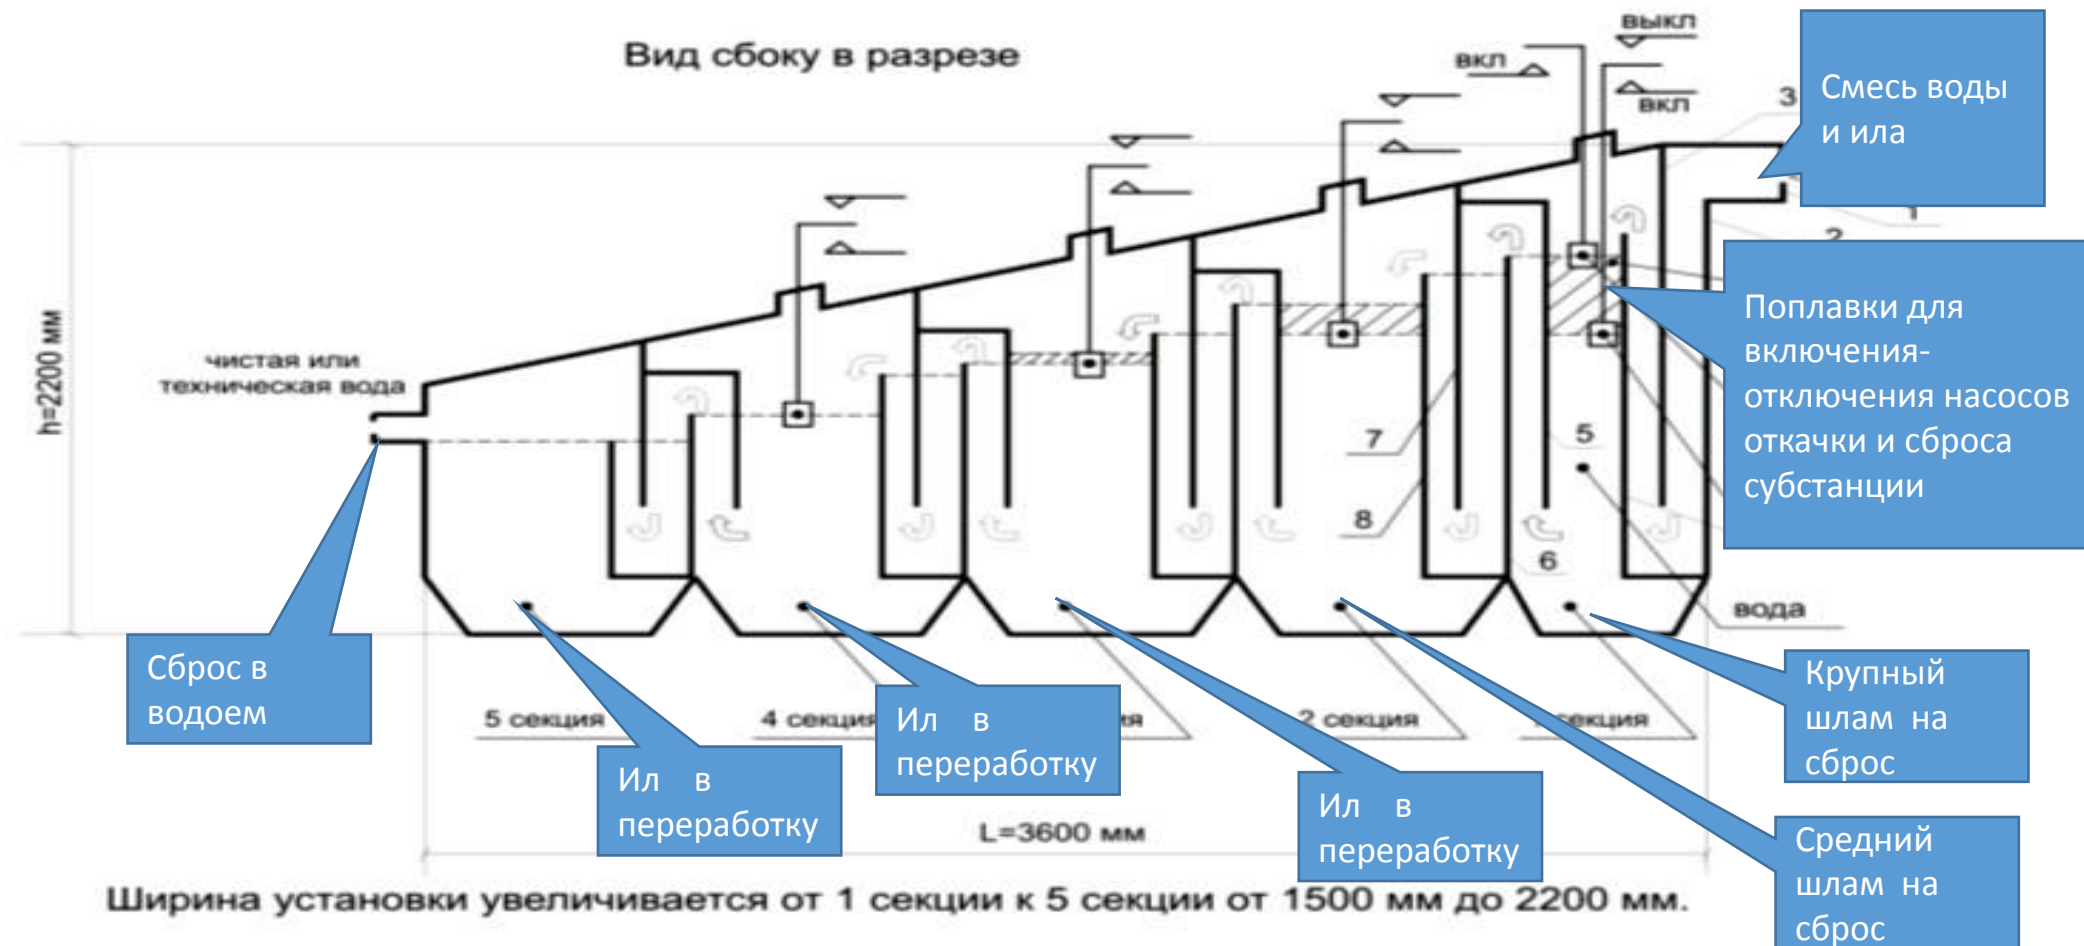 Вид сбоку в разрезе
выкл
вкл
вкл
Смесь воды
и ила
3
1
2
h=2200 мм
чистая или
техническая вода
Поплавки для
включения-
отключения насосов
откачки и сброса
субстанции
7
5
8
6
вода
Сброс в
водоем
5 секция
4 секция
2 секция
секция
Ил в
переработку
Ил в
переработку
Ил в
переработку
Крупный
шлам на
сброс
Средний
шлам на
сброс
L=3600 мм
Ширина установки увеличивается от 1 секции к 5 секции от 1500 мм до 2200 мм.